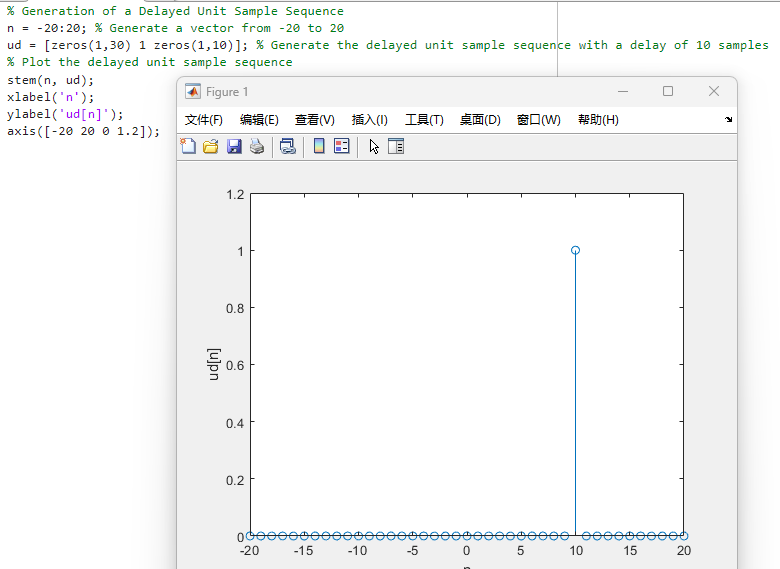 % Generation of a Delayed Unit Sample Sequence
n = -20:20; % Generate a vector from -20 to 20
ud = [zeros(1,30) 1 zeros(1,10)]; % Generate the delayed unit sample sequence with a delay of 10 samples
% Plot the delayed unit sample sequence
stem(n, ud);
xlabel('n');
ylabel('ud[n]');
axis([-20 20 0 1.2]);
Figure 1
文件(F) 编辑(E) 查看(V) 插入(I) 工具(T) 桌面(D) 窗口(W) 帮助(H)
1.2
1
0.8
0.6
0.4
0.2
0
ud[n]
-20 -15 -10 -5 0 5 10 15 20